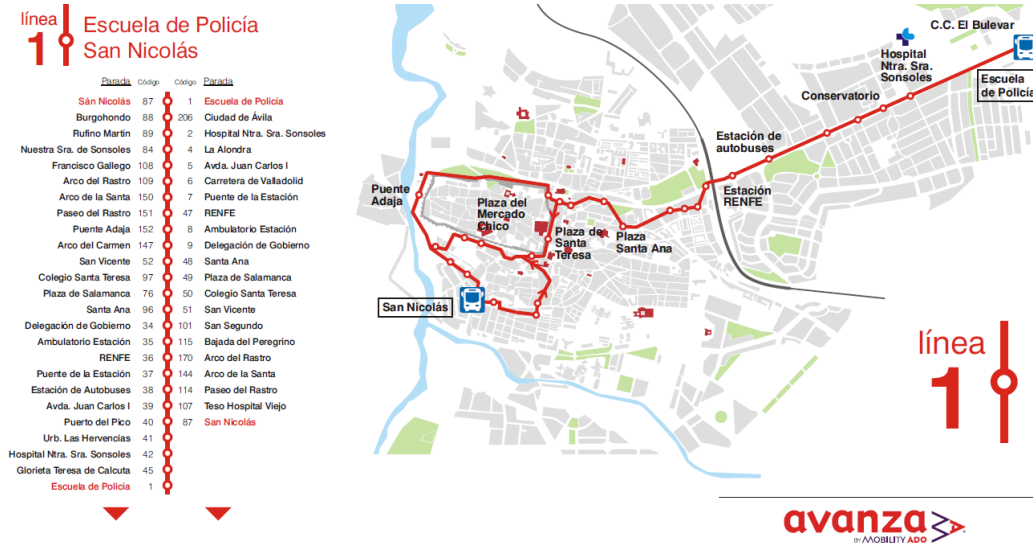 línea
1
Escuela de Policía
San Nicolás
Parada Código Código Parada
Sán Nicolás 87 1 Escuela de Policia
Burgohondo 88 206 Ciudad de Ávila
Rufino Martin 89 2 Hospital Ntra. Sra. Sonsoles
Nuestra Sra. de Sonsoles 84 4 La Alondra
Francisco Gallego 108 5 Avda. Juan Carlos I
Arco del Rastro 109 6 Carretera de Valladolid
Arco de la Santa 150 7 Puente de la Estación
Paseo del Rastro 151 47 RENFE
Puente Adaja 152 8 Ambulatorio Estación
Arco del Carmen 147 9 Delegación de Gobierno
San Vicente 52 48 Santa Ana
Colegio Santa Teresa 97 49 Plaza de Salamanca
Plaza de Salamanca 76 50 Colegio Santa Teresa
Santa Ana 96 51 San Vicente
Delegación de Gobierno 34 101 San Segundo
Ambulatorio Estación 35 115 Bajada del Peregrino
RENFE 36 170 Arco del Rastro
Puente de la Estación 37 144 Arco de la Santa
Estación de Autobuses 38 114 Paseo del Rastro
Avda. Juan Carlos I 39 107 Teso Hospital Viejo
Puerto del Pico 40 87 San Nicolás
Urb. Las Hervencias 41
Hospital Ntra. Sra. Sonsoles 42
Glorieta Teresa de Calcuta 45
Escuela de Policía 1
C.C. El Bulevar
Hospital
Ntra. Sra.
Sonsoles
Escuela
de Policía
Conservatorio
Estación de
autobuses
Estación
RENFE
Puente
Adaja
Plaza del
Mercado
Chico
Plaza de
Santa
Teresa
Plaza
Santa Ana
San Nicolás
línea
1
avanza
BY MOBILITY ADO